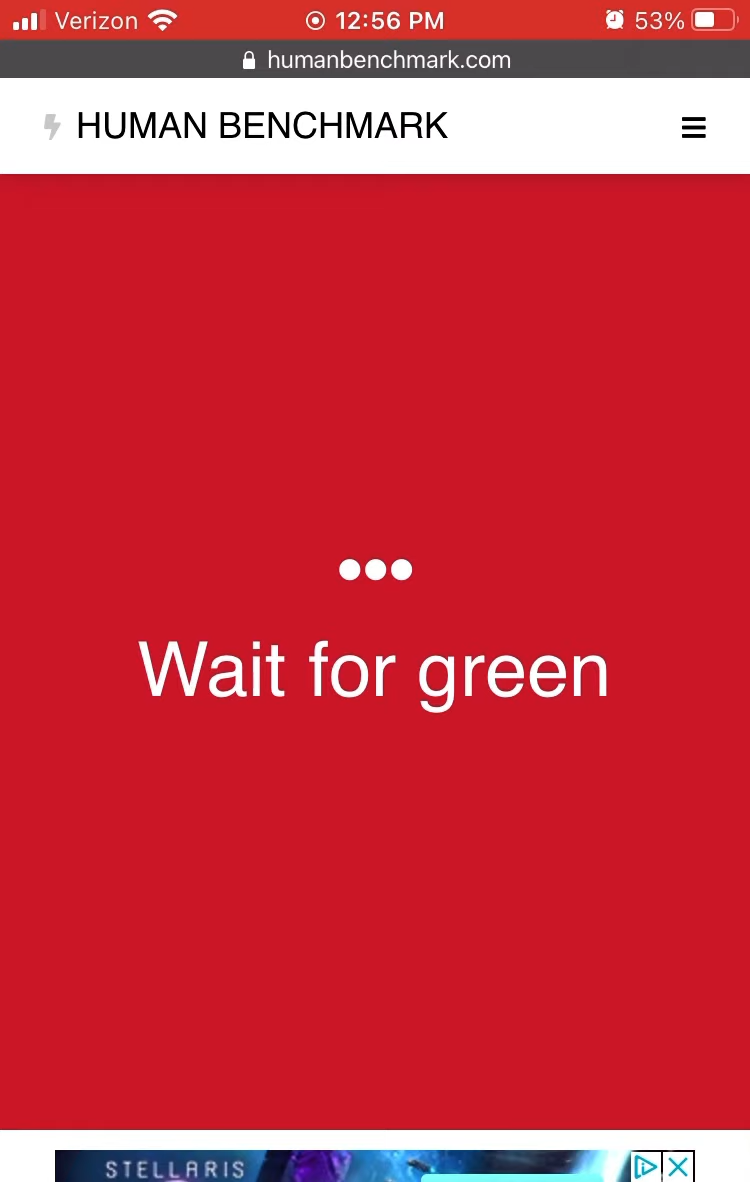 Verizon 12:56 PM 53%
humanbenchmark.com
HUMAN BENCHMARK
Wait for green
STELLARIS